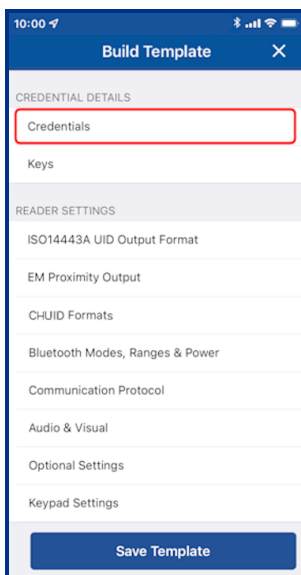 10:00
Build Template
CREDENTIAL DETAILS
Credentials
Keys
READER SETTINGS
ISO14443A UID Output Format
EM Proximity Output
CHUID Formats
Bluetooth Modes, Ranges & Power
Communication Protocol
Audio & Visual
Optional Settings
Keypad Settings
Save Template